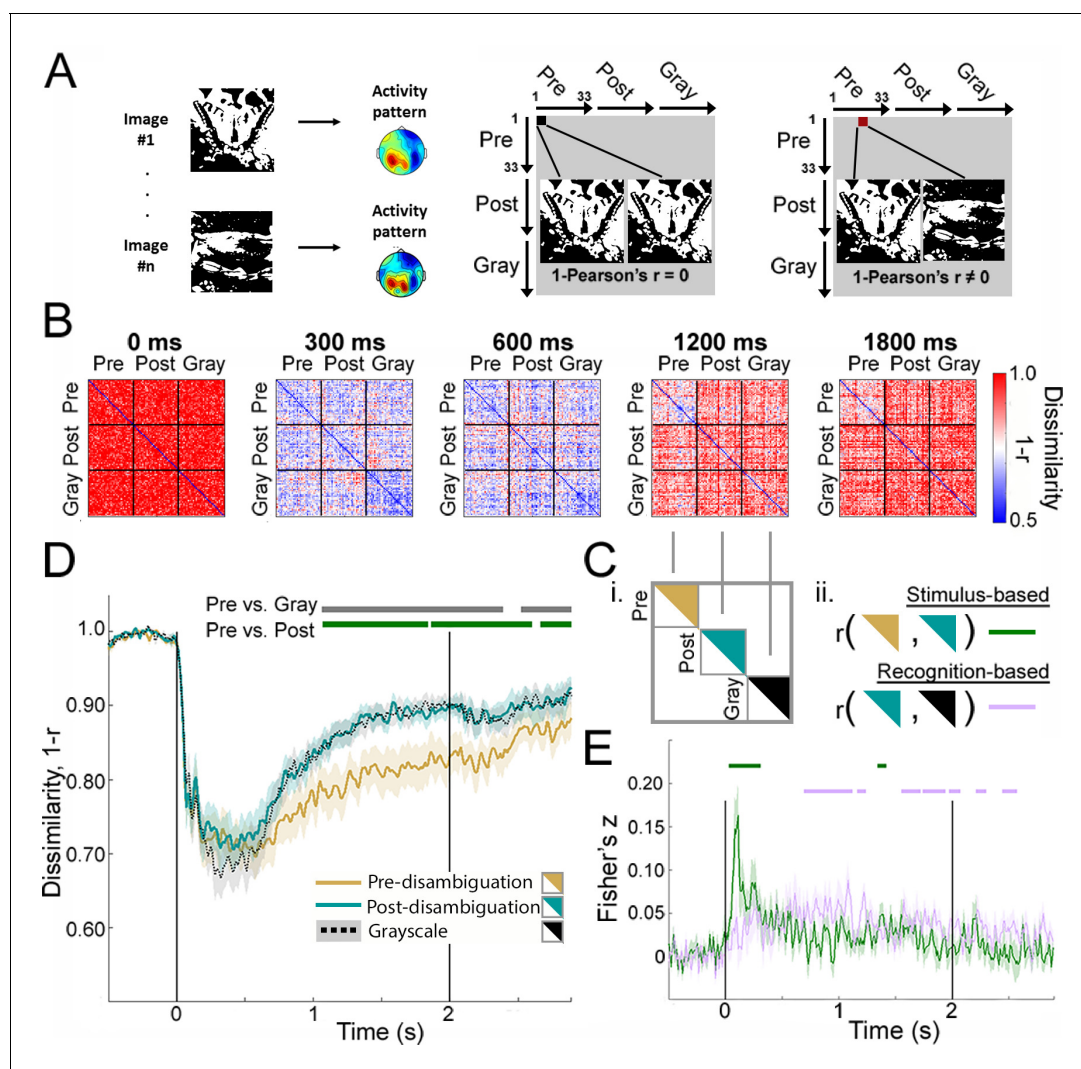 A
Image #1
Activity pattern
Image #n
Activity pattern
Pre Post Gray
1 33
1
Pre
33
Post
Gray
1-Pearson's r = 0
Pre Post Gray
1 33
1
Pre
33
Post
Gray
1-Pearson's r ≠ 0
B
0 ms
300 ms
600 ms
1200 ms
1800 ms
Pre Post Gray
Pre Post Gray
Pre Post Gray
Pre Post Gray
Pre Post Gray
Gray Post Pre
Gray Post Pre
Gray Post Pre
Gray Post Pre
Gray Post Pre
1.0
0.5
1-r
Dissimilarity
D
Pre vs. Gray
Pre vs. Post
1.0
0.90
0.80
0.70
0.60
Dissimilarity, 1-r
Pre-disambiguation
Post-disambiguation
Grayscale
0 1 2
Time (s)
C
i.
Pre
Post
Gray
ii.
Stimulus-based
r( , )
Recognition-based
r( , )
E
0.20
0.15
0.10
0.05
0
Fisher's z
0 1 2
Time (s)